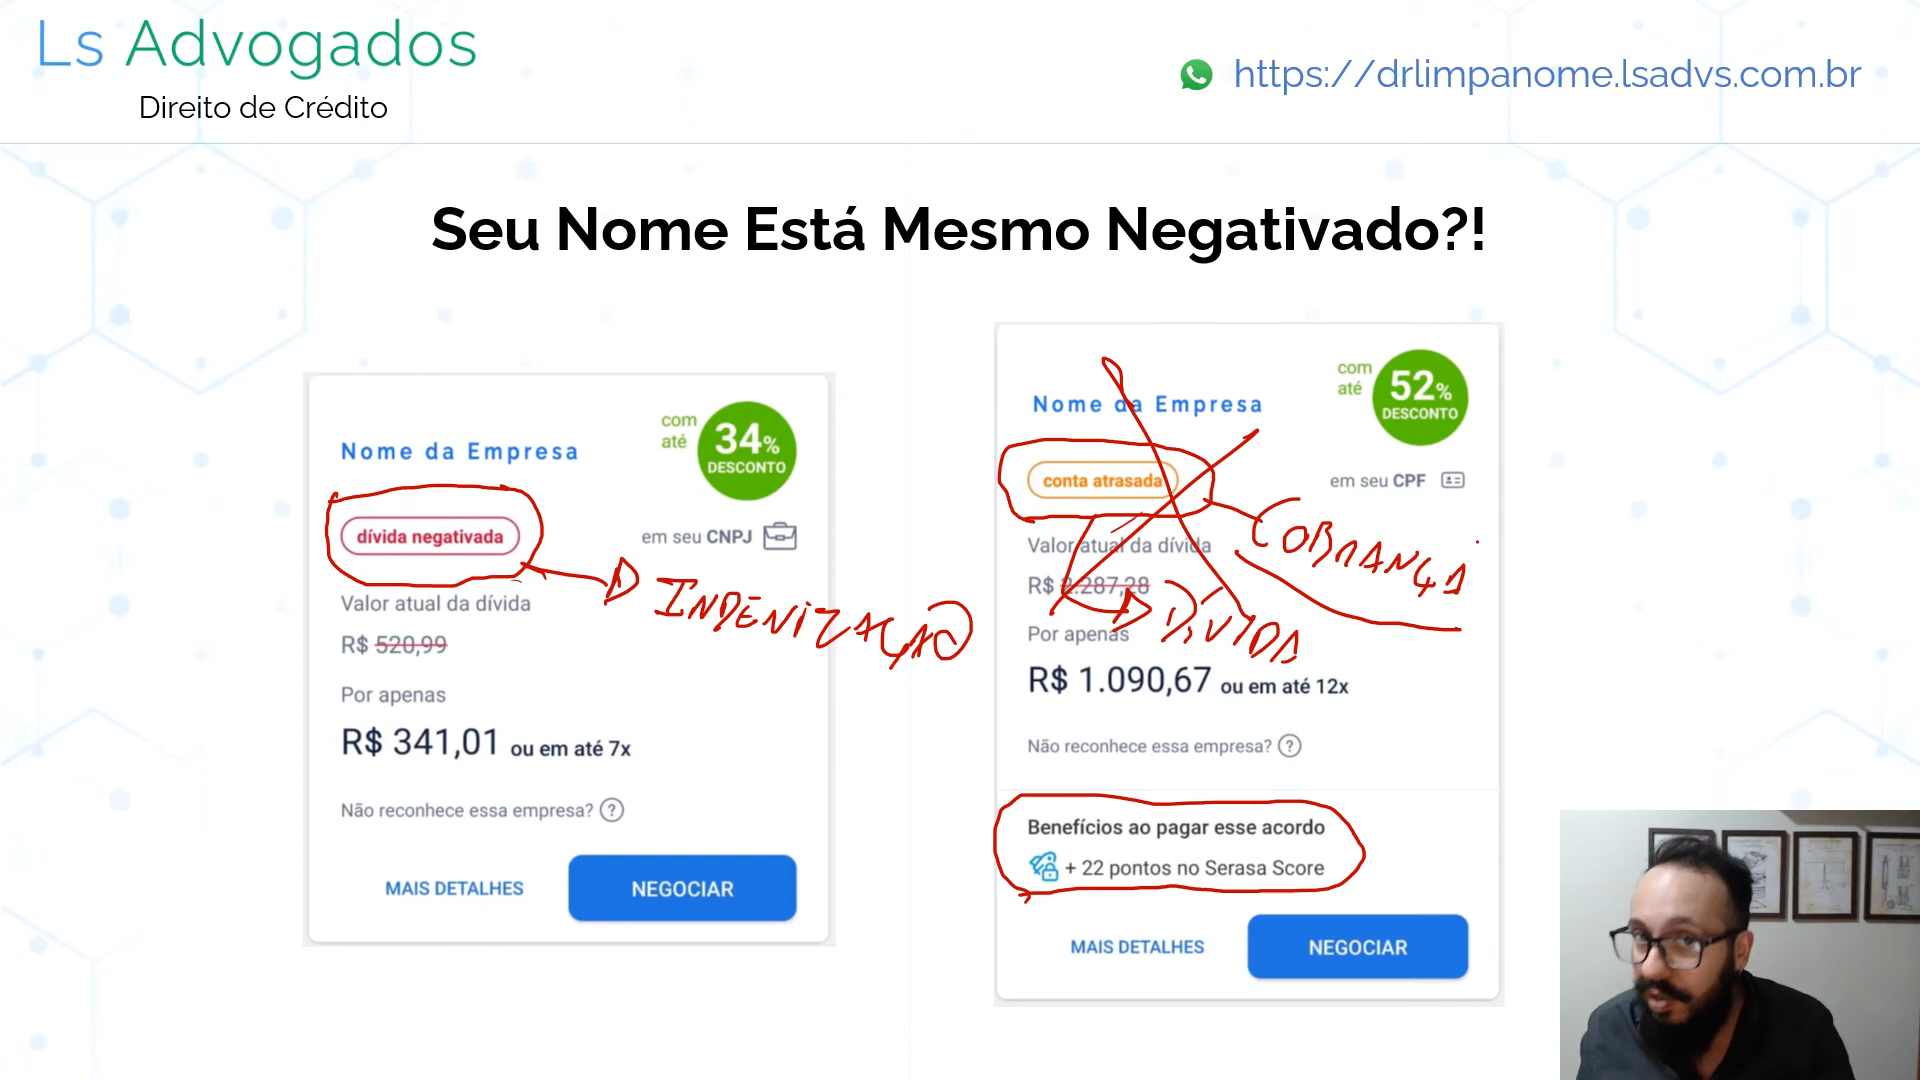 Ls Advogados
Direito de Crédito
https://drlimpanome.lsadvs.com.br
Seu Nome Está Mesmo Negativado?!
com até 34% DESCONTO
Nome da Empresa
dívida negativada
em seu CNPJ
INDENIZAÇÃO
Valor atual da dívida
R$ 520,99
Por apenas
R$ 341,01 ou em até 7x
Não reconhece essa empresa? ?
MAIS DETALHES
NEGOCIAR
com até 52% DESCONTO
Nome da Empresa
conta atrasada
em seu CPF
COBRANÇA
Valor atual da dívida
R$ 2.287,28
DÍVIDA
Por apenas
R$ 1.090,67 ou em até 12x
Não reconhece essa empresa? ?
Benefícios ao pagar esse acordo
+ 22 pontos no Serasa Score
MAIS DETALHES
NEGOCIAR